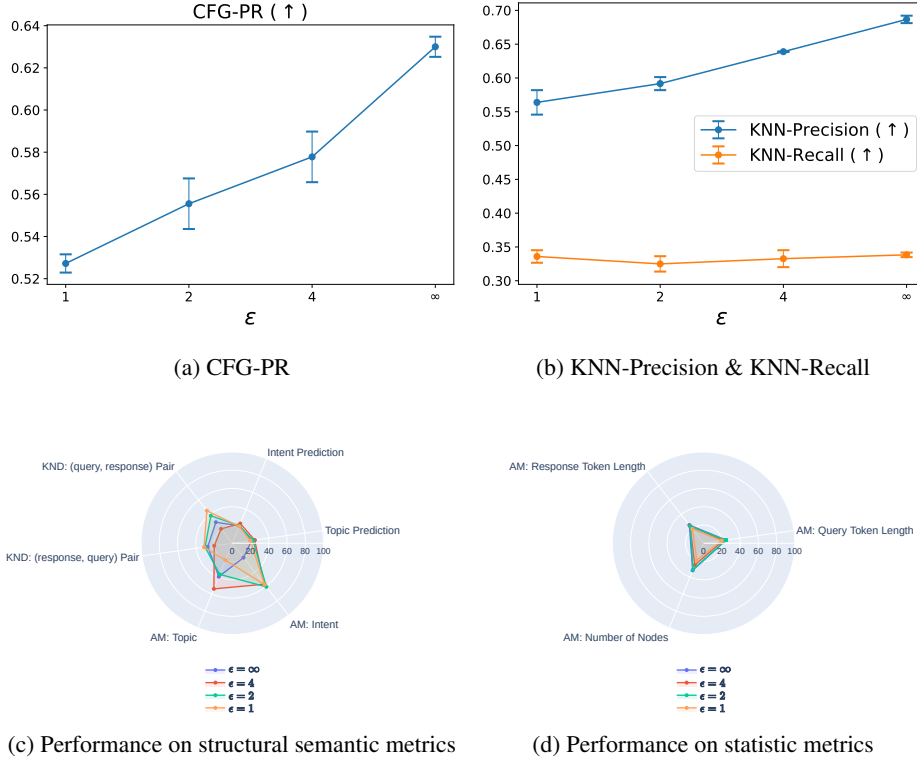 CFG-PR (↑)
0.64
0.62
0.60
0.58
0.56
0.54
0.52
1 2 4 ∞
ε
(a) CFG-PR
0.70
0.65
0.60
0.55
0.50
0.45
0.40
0.35
0.30
KNN-Precision (↑)
KNN-Recall (↑)
1 2 4 ∞
ε
(b) KNN-Precision & KNN-Recall
Intent Prediction
KND: (query, response) Pair
Topic Prediction
0 20 40 60 80 100
KND: (response, query) Pair
AM: Topic
AM: Intent
ϵ = ∞
ϵ = 4
ϵ = 2
ϵ = 1
(c) Performance on structural semantic metrics
AM: Response Token Length
AM: Query Token Length
0 20 40 60 80 100
AM: Number of Nodes
ϵ = ∞
ϵ = 4
ϵ = 2
ϵ = 1
(d) Performance on statistic metrics